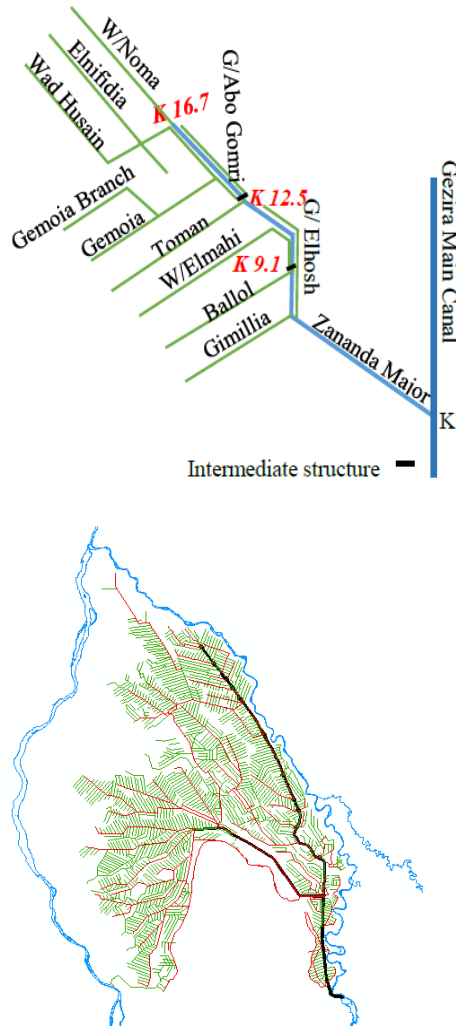 W/Noma
Elnifidia
Wad Husain
K 16.7
G/Abo Gomri
Gemoia Branch
Gemoia
K 12.5
Toman
W/Elmahi
G/ Elhosh
K 9.1
Ballol
Gimillia
Zananda Major
Gezira Main Canal
K
Intermediate structure